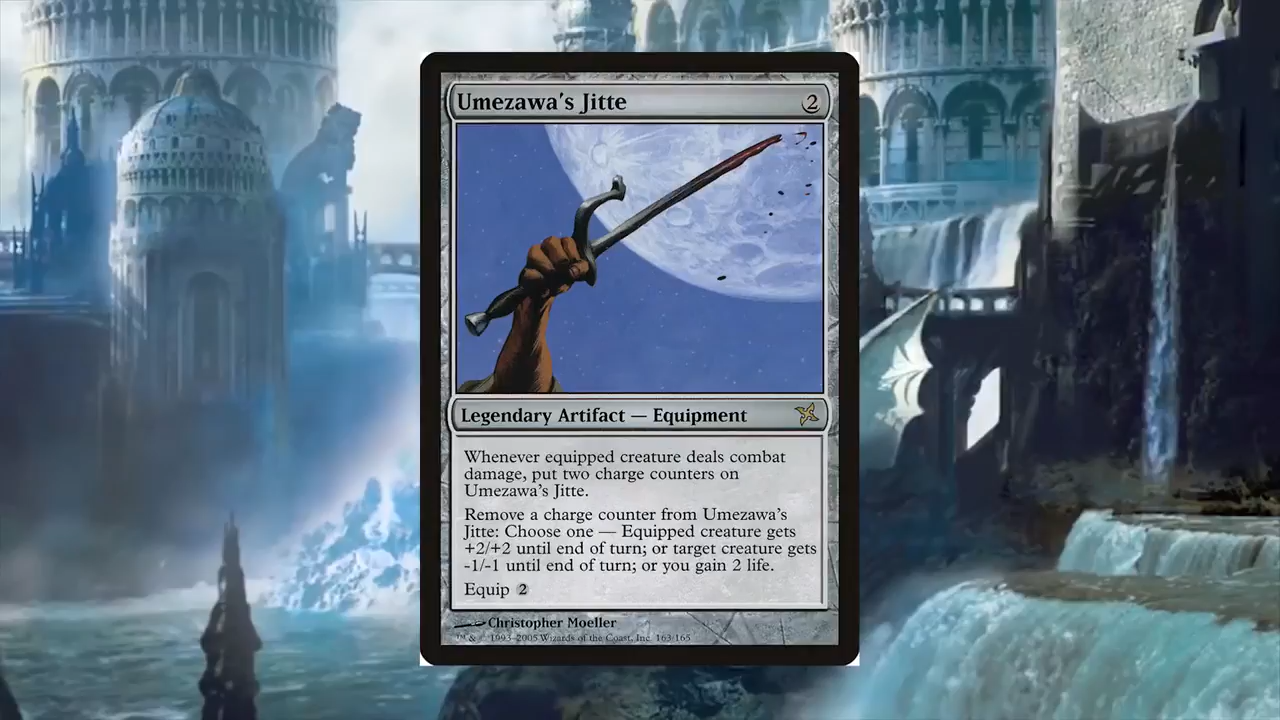 Umezawa's Jitte 2
Legendary Artifact — Equipment
Whenever equipped creature deals combat
damage, put two charge counters on
Umezawa's Jitte.
Remove a charge counter from Umezawa's
Jitte: Choose one — Equipped creature gets
+2/+2 until end of turn; or target creature gets
-1/-1 until end of turn; or you gain 2 life.
Equip 2
Christopher Moeller
™ & © 1993–2005 Wizards of the Coast, Inc. 163/165